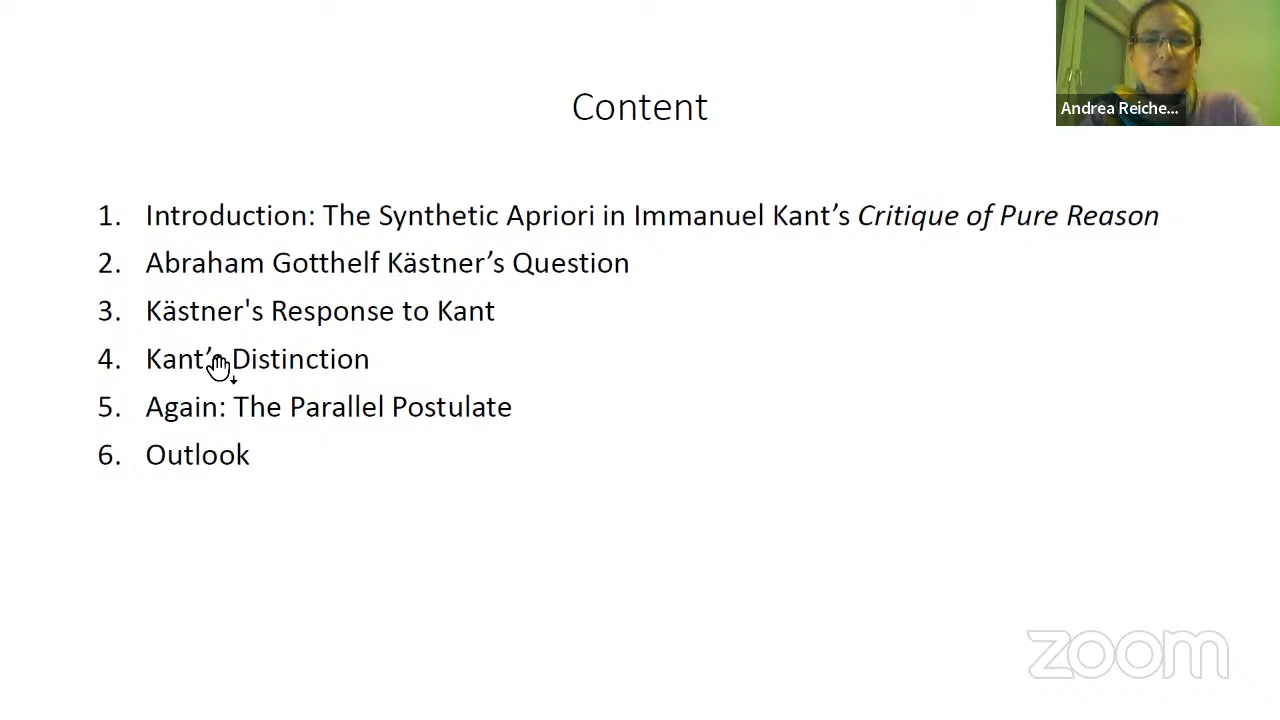 Andrea Reiche...
Content
1. Introduction: The Synthetic Apriori in Immanuel Kant’s Critique of Pure Reason
2. Abraham Gotthelf Kästner’s Question
3. Kästner's Response to Kant
4. Kant’s Distinction
5. Again: The Parallel Postulate
6. Outlook
zoom